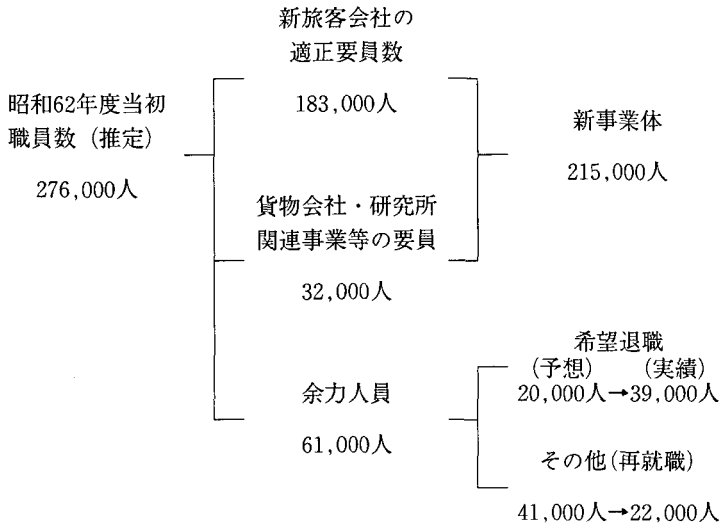 昭和62年度当初
職員数（推定）
276,000人
新旅客会社の
適正要員数
183,000人
貨物会社・研究所
関連事業等の要員
32,000人
余力人員
61,000人
新事業体
215,000人
希望退職
(予想) (実績)
20,000人→39,000人
その他(再就職)
41,000人→22,000人